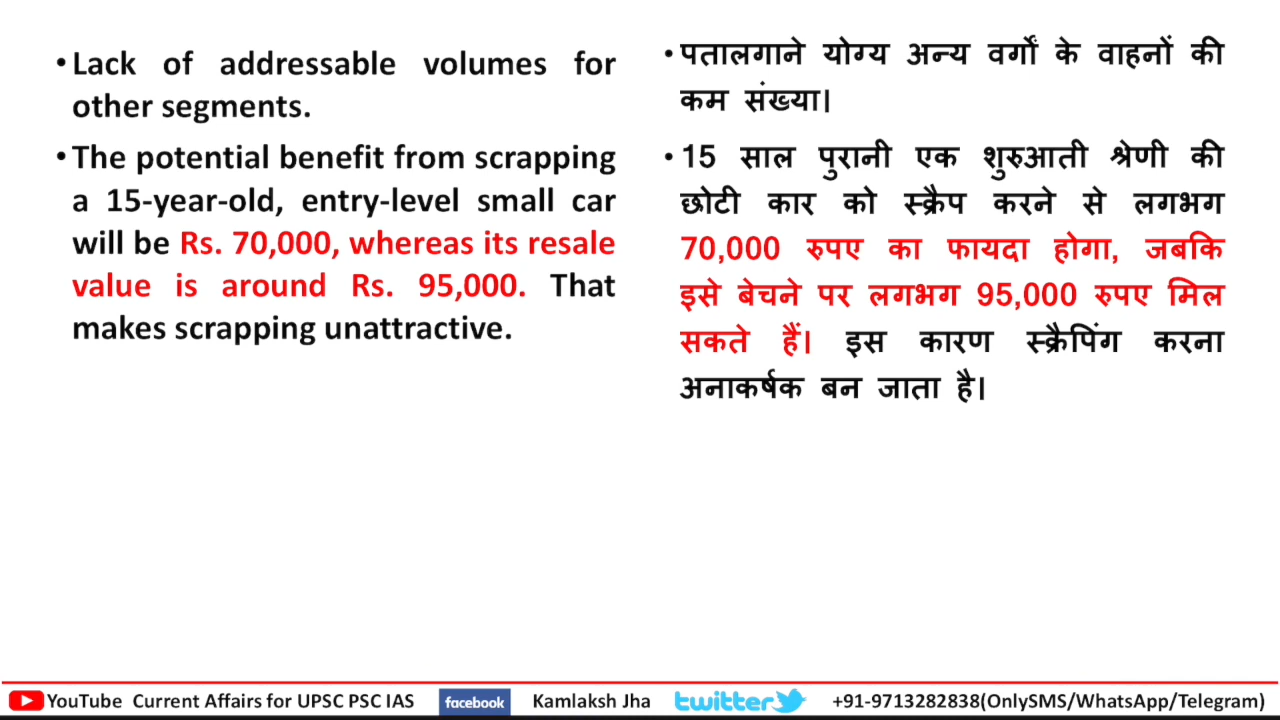 •Lack of addressable volumes for
other segments.
•The potential benefit from scrapping
a 15-year-old, entry-level small car
will be Rs. 70,000, whereas its resale
value is around Rs. 95,000. That
makes scrapping unattractive.
•पतालगाने योग्य अन्य वर्गों के वाहनों की
कम संख्या।
•15 साल पुरानी एक शुरुआती श्रेणी की
छोटी कार को स्क्रैप करने से लगभग
70,000 रुपए का फायदा होगा, जबकि
इसे बेचने पर लगभग 95,000 रुपए मिल
सकते हैं। इस कारण स्क्रैपिंग करना
अनाकर्षक बन जाता है।
YouTube Current Affairs for UPSC PSC IAS facebook Kamlaksh Jha twitter +91-9713282838(OnlySMS/WhatsApp/Telegram)